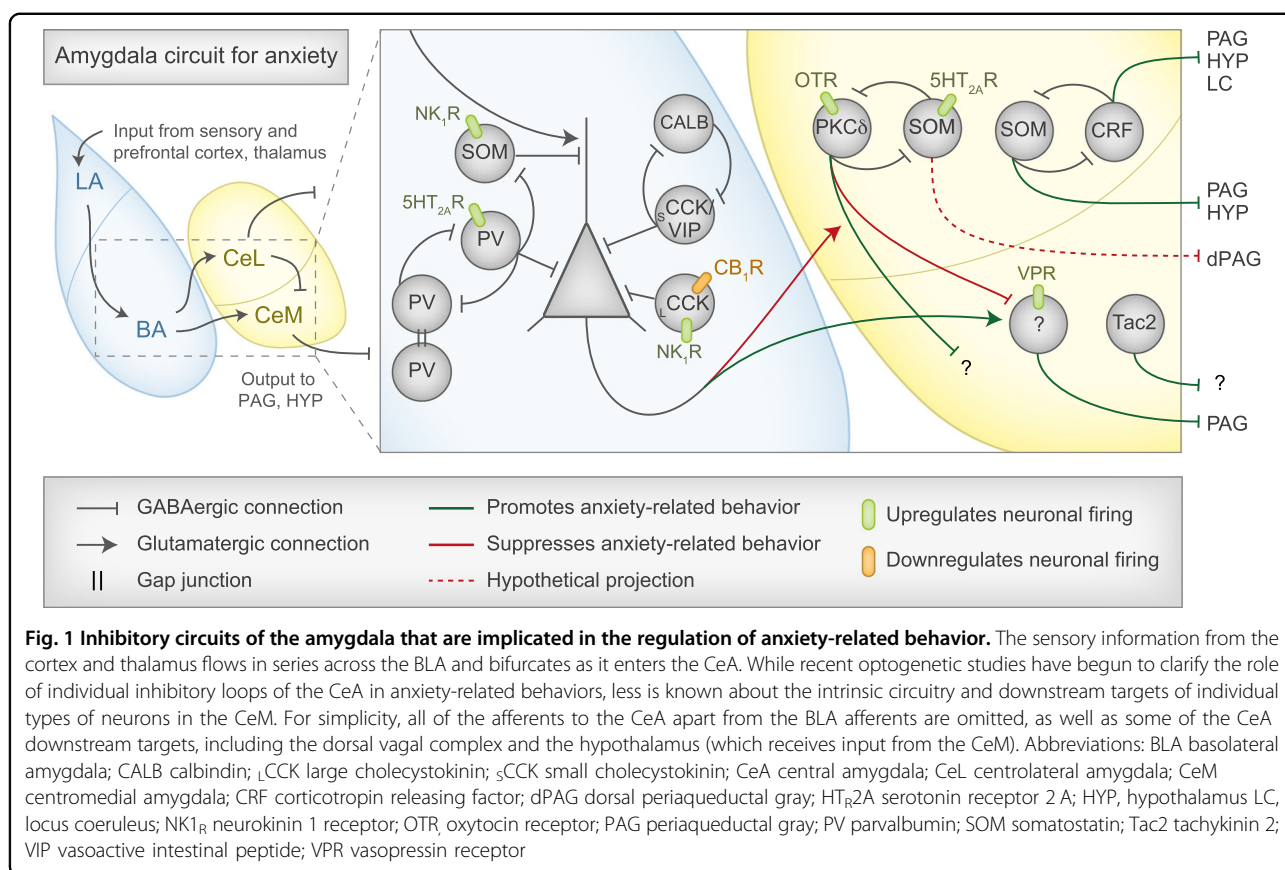 Amygdala circuit for anxiety
Input from sensory and
prefrontal cortex, thalamus
LA
BA
CeL
CeM
Output to
PAG, HYP
NK1R
SOM
5HT2AR
PV
PV
PV
CALB
SCCK/
VIP
CB1R
LCCK
NK1R
OTR
PKCδ
5HT2AR
SOM
SOM
CRF
VPR
?
Tac2
?
PAG
HYP
LC
PAG
HYP
dPAG
?
PAG
GABAergic connection
Glutamatergic connection
Gap junction
Promotes anxiety-related behavior
Suppresses anxiety-related behavior
Hypothetical projection
Upregulates neuronal firing
Downregulates neuronal firing
Fig. 1 Inhibitory circuits of the amygdala that are implicated in the regulation of anxiety-related behavior. The sensory information from the
cortex and thalamus flows in series across the BLA and bifurcates as it enters the CeA. While recent optogenetic studies have begun to clarify the role
of individual inhibitory loops of the CeA in anxiety-related behaviors, less is known about the intrinsic circuitry and downstream targets of individual
types of neurons in the CeM. For simplicity, all of the afferents to the CeA apart from the BLA afferents are omitted, as well as some of the CeA
downstream targets, including the dorsal vagal complex and the hypothalamus (which receives input from the CeM). Abbreviations: BLA basolateral
amygdala; CALB calbindin; LCCK large cholecystokinin; SCCK small cholecystokinin; CeA central amygdala; CeL centrolateral amygdala; CeM
centromedial amygdala; CRF corticotropin releasing factor; dPAG dorsal periaqueductal gray; HTR2A serotonin receptor 2 A; HYP, hypothalamus LC,
locus coeruleus; NK1R neurokinin 1 receptor; OTR, oxytocin receptor; PAG periaqueductal gray; PV parvalbumin; SOM somatostatin; Tac2 tachykinin 2;
VIP vasoactive intestinal peptide; VPR vasopressin receptor